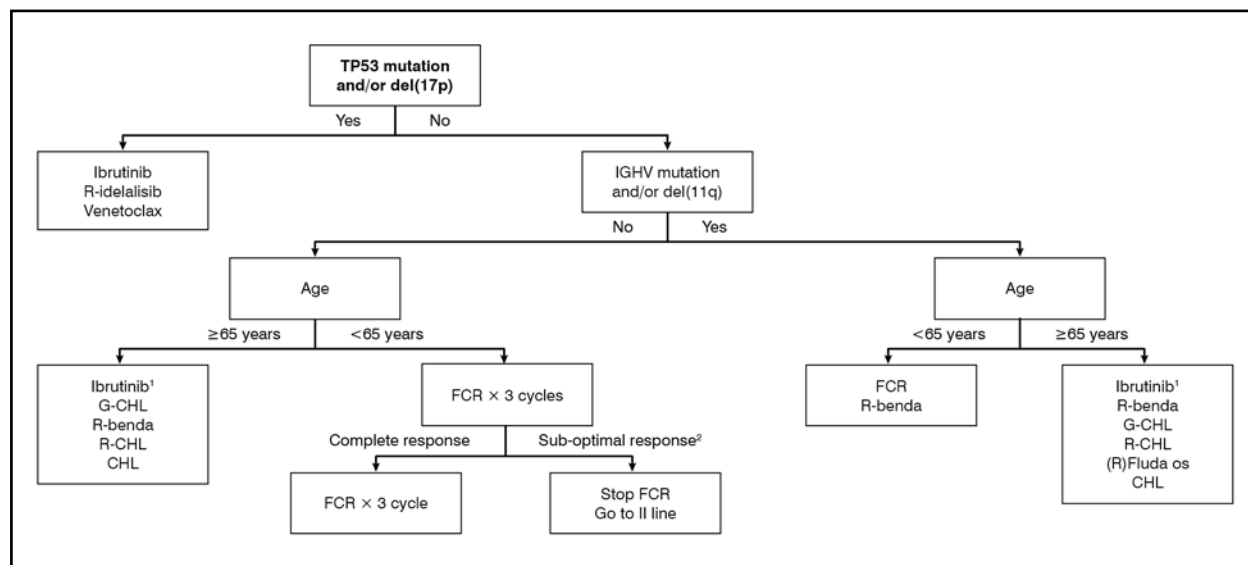 TP53 mutation
and/or del(17p)
Yes No
Ibrutinib
R-idelalisib
Venetoclax
IGHV mutation
and/or del(11q)
No Yes
Age
Age
≥65 years <65 years
<65 years ≥65 years
Ibrutinib¹
G-CHL
R-benda
R-CHL
CHL
FCR × 3 cycles
FCR
R-benda
Ibrutinib¹
R-benda
G-CHL
R-CHL
(R)Fluda os
CHL
Complete response Sub-optimal response²
FCR × 3 cycle
Stop FCR
Go to II line